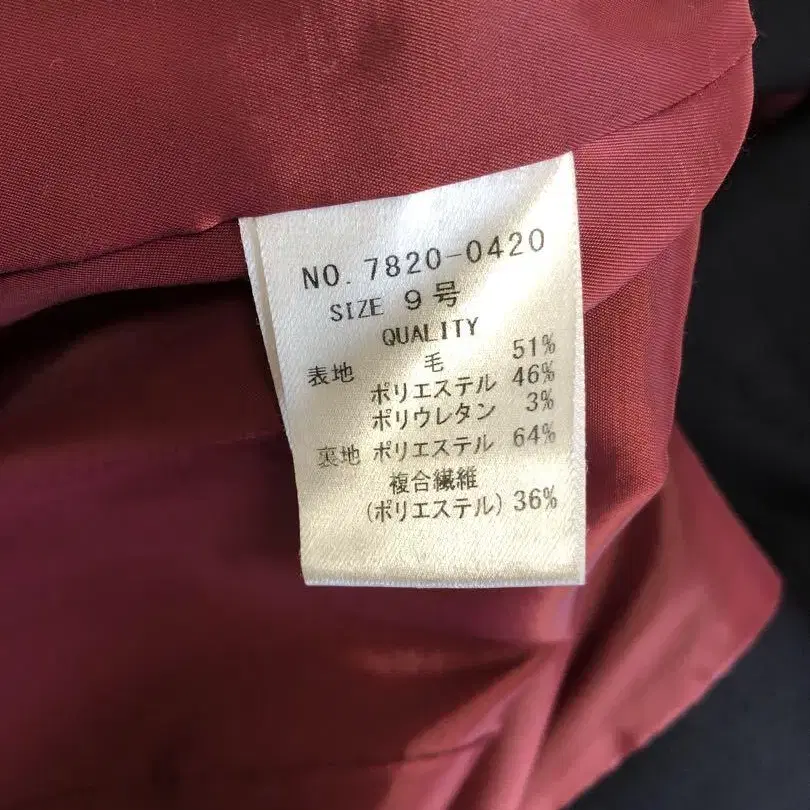 NO. 7820-0420
SIZE 9号
QUALITY
表地 毛 51%
ポリエステル 46%
ポリウレタン 3%
裏地 ポリエステル 64%
複合繊維
(ポリエステル) 36%